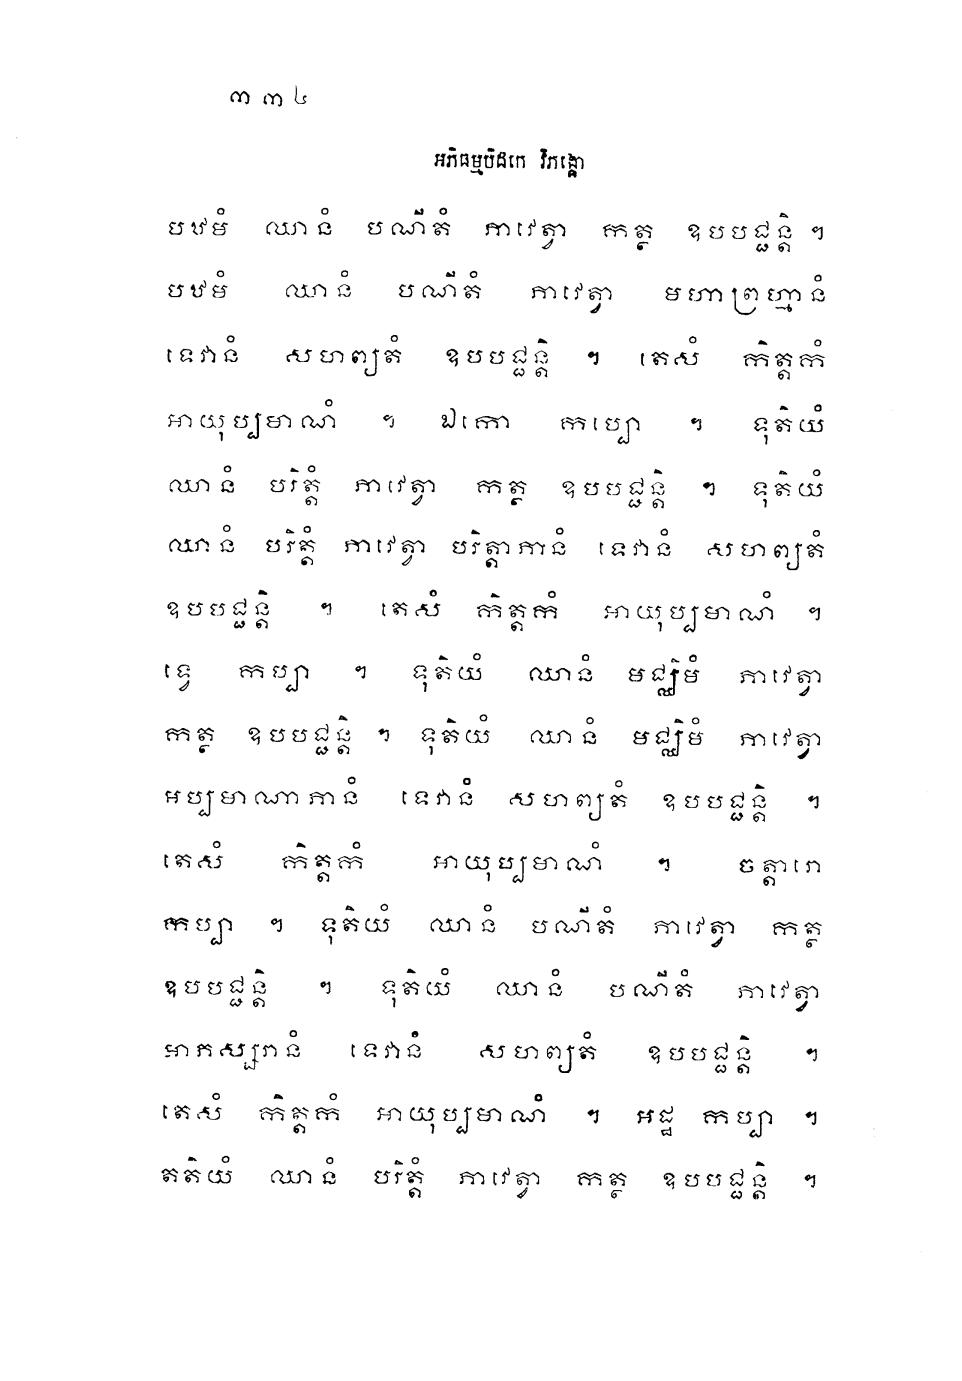 ៣៣៤
អភិធម្មបិដកេ វិភង្គោ
បឋមំ ឈានំ បណីតំ ភាវេត្វា កត្ថ ឧបបជ្ជន្តិ ។
បឋមំ ឈានំ បណីតំ ភាវេត្វា មហាព្រហ្មានំ
ទេវានំ សហព្យតំ ឧបបជ្ជន្តិ ។ តេសំ កិត្តកំ
អាយុប្បមាណំ ។ ឯកោ កប្បោ ។ ទុតិយំ
ឈានំ បរិត្តំ ភាវេត្វា កត្ថ ឧបបជ្ជន្តិ ។ ទុតិយំ
ឈានំ បរិត្តំ ភាវេត្វា បរិត្តាភានំ ទេវានំ សហព្យតំ
ឧបបជ្ជន្តិ ។ តេសំ កិត្តកំ អាយុប្បមាណំ ។
ទ្វេ កប្បា ។ ទុតិយំ ឈានំ មជ្ឈិមំ ភាវេត្វា
កត្ថ ឧបបជ្ជន្តិ ។ ទុតិយំ ឈានំ មជ្ឈិមំ ភាវេត្វា
អប្បមាណាភានំ ទេវានំ សហព្យតំ ឧបបជ្ជន្តិ ។
តេសំ កិត្តកំ អាយុប្បមាណំ ។ ចត្តារោ
កប្បា ។ ទុតិយំ ឈានំ បណីតំ ភាវេត្វា កត្ថ
ឧបបជ្ជន្តិ ។ ទុតិយំ ឈានំ បណីតំ ភាវេត្វា
អាភស្សរានំ ទេវានំ សហព្យតំ ឧបបជ្ជន្តិ ។
តេសំ កិត្តកំ អាយុប្បមាណំ ។ អដ្ឋ កប្បា ។
តតិយំ ឈានំ បរិត្តំ ភាវេត្វា កត្ថ ឧបបជ្ជន្តិ ។